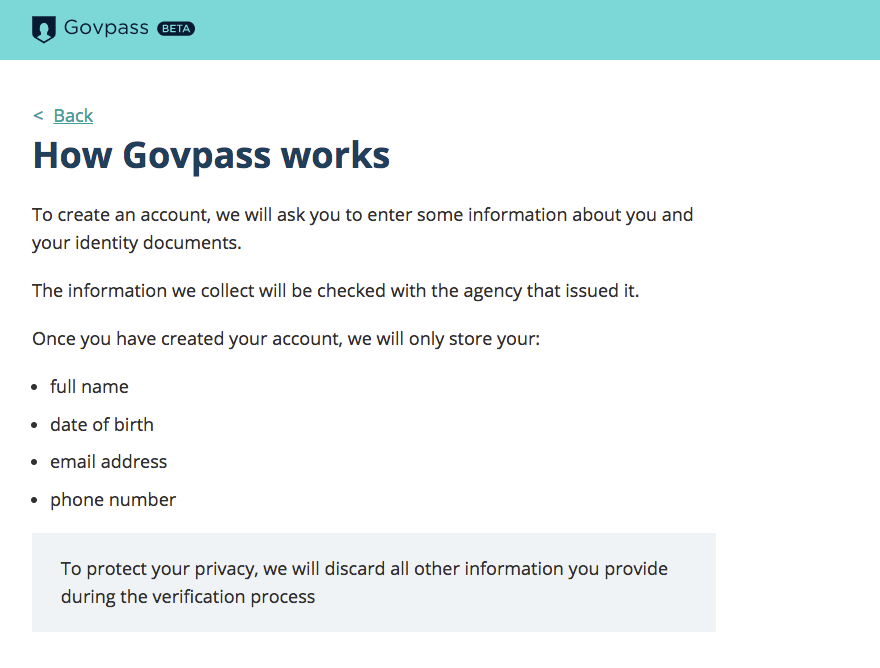 Govpass BETA
< Back
How Govpass works
To create an account, we will ask you to enter some information about you and
your identity documents.
The information we collect will be checked with the agency that issued it.
Once you have created your account, we will only store your:
• full name
• date of birth
• email address
• phone number
To protect your privacy, we will discard all other information you provide
during the verification process